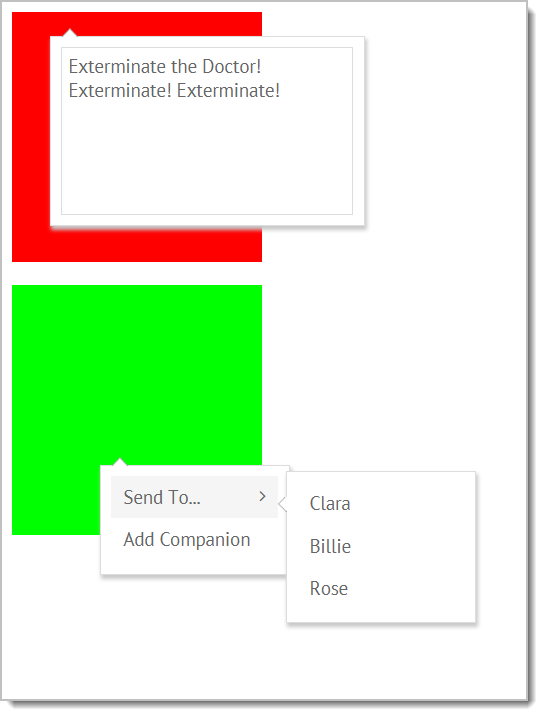 Exterminate the Doctor!
Exterminate! Exterminate!
Send To...
Add Companion
Clara
Billie
Rose